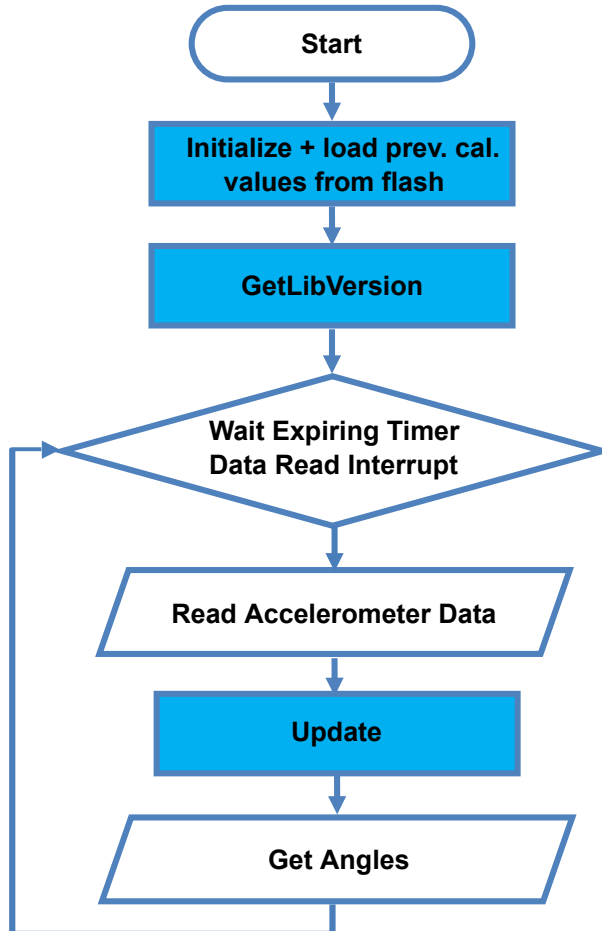 Start
Initialize + load prev. cal.
values from flash
GetLibVersion
Wait Expiring Timer
Data Read Interrupt
Read Accelerometer Data
Update
Get Angles